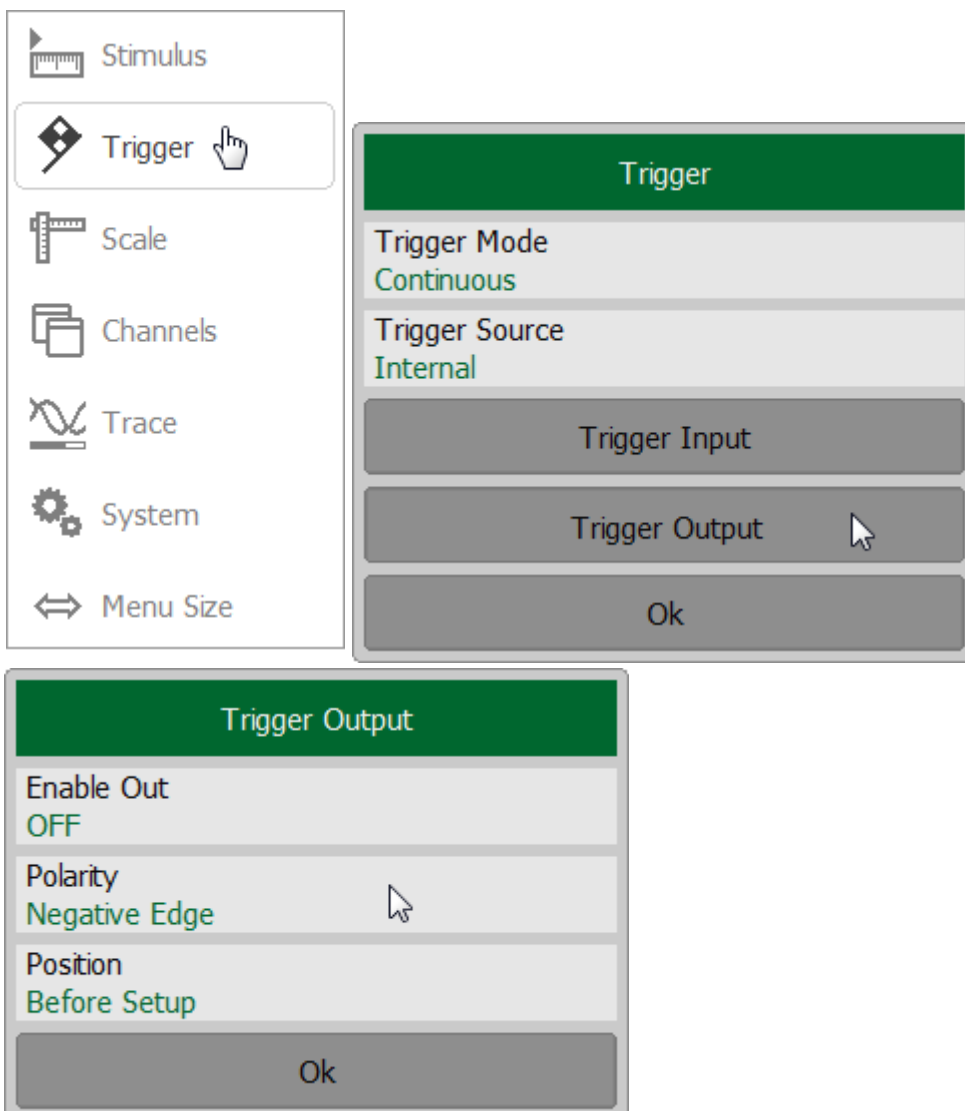 Stimulus
Trigger
Scale
Channels
Trace
System
Menu Size
Trigger
Trigger Mode
Continuous
Trigger Source
Internal
Trigger Input
Trigger Output
Ok
Trigger Output
Enable Out
OFF
Polarity
Negative Edge
Position
Before Setup
Ok